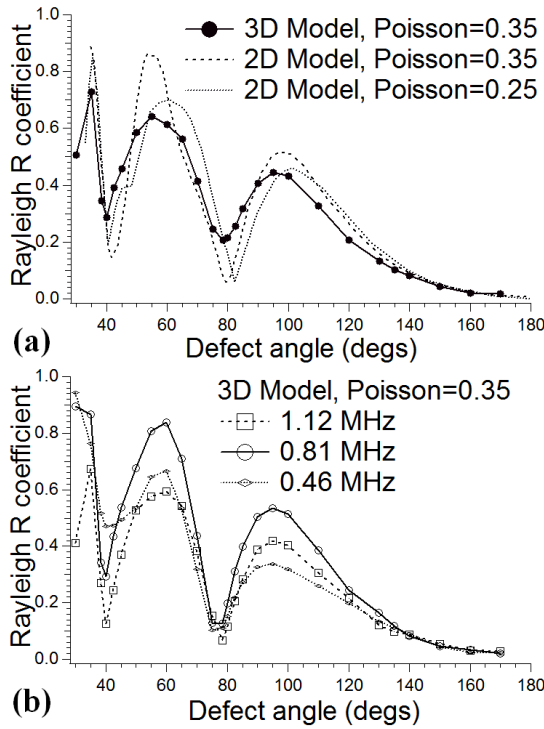 3D Model, Poisson=0.35
2D Model, Poisson=0.35
2D Model, Poisson=0.25
Rayleigh R coefficient
1.0
0.8
0.6
0.4
0.2
0.0
40 60 80 100 120 140 160 180
(a)
Defect angle (degs)
3D Model, Poisson=0.35
1.12 MHz
0.81 MHz
0.46 MHz
Rayleigh R coefficient
1.0
0.8
0.6
0.4
0.2
0.0
40 60 80 100 120 140 160 180
(b)
Defect angle (degs)